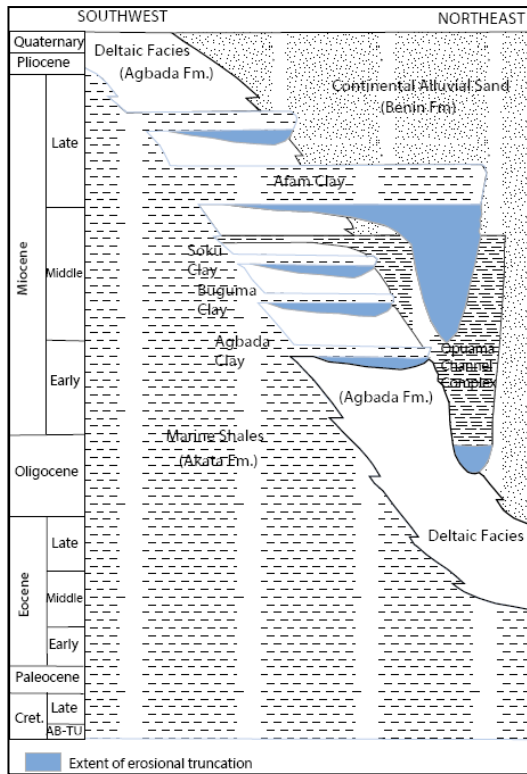 SOUTHWEST
NORTHEAST
Quaternary
Pliocene
Deltaic Facies
(Agbada Fm.)
Continental Alluvial Sand
(Benin Fm)
Late
Afam Clay
Miocene
Middle
Soku
Clay
Buguma
Clay
Agbada
Clay
Opuama
Channel
Complex
Early
(Agbada Fm.)
Marine Shales
(Akata Fm.)
Oligocene
Deltaic Facies
Eocene
Late
Middle
Early
Paleocene
Cret.
Late
AB-TU
Extent of erosional truncation